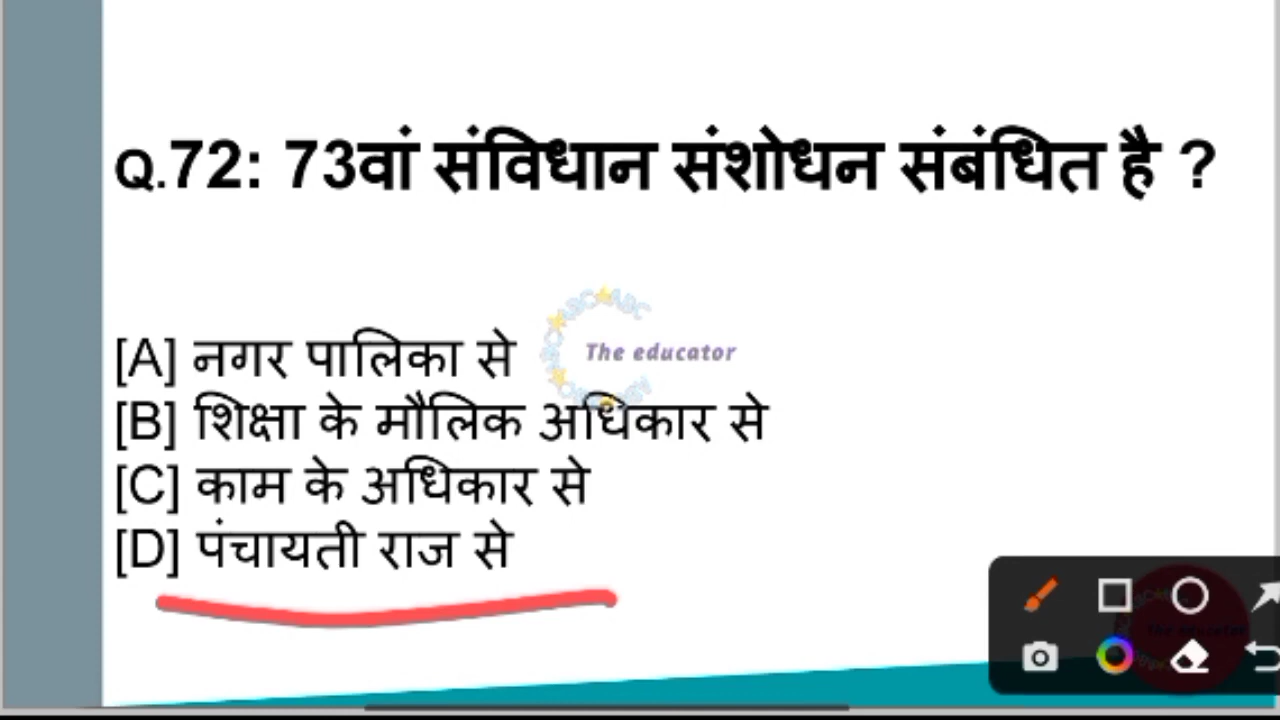 Q.72: 73वां संविधान संशोधन संबंधित है ?
The educator
[A] नगर पालिका से
[B] शिक्षा के मौलिक अधिकार से
[C] काम के अधिकार से
[D] पंचायती राज से